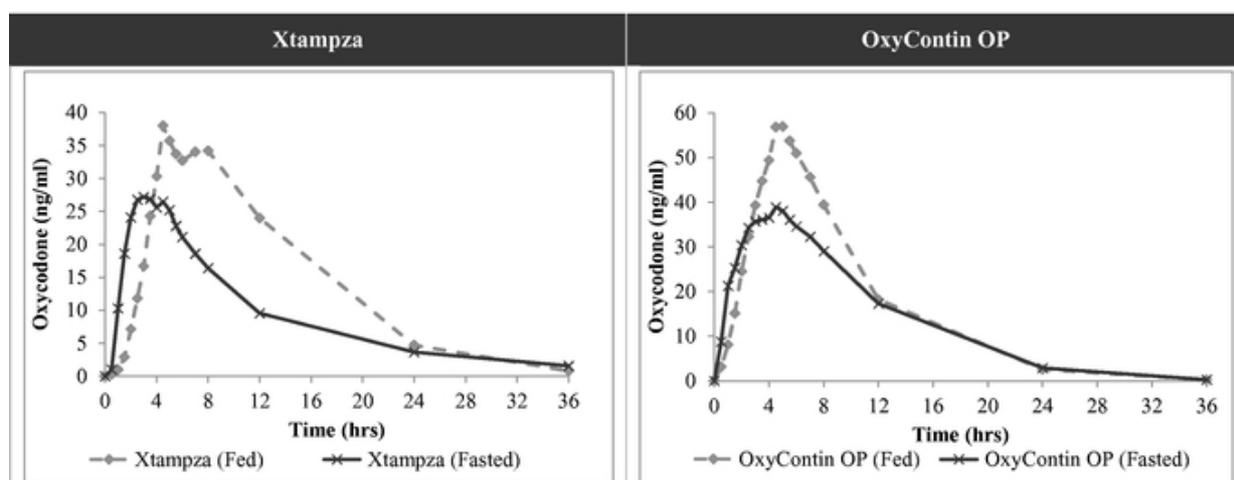 Xtampza
OxyContin OP
Oxycodone (ng/ml)
40
35
30
25
20
15
10
5
0
0 4 8 12 16 20 24 28 32 36
Time (hrs)
Xtampza (Fed) Xtampza (Fasted)
Oxycodone (ng/ml)
60
50
40
30
20
10
0
0 4 8 12 16 20 24 28 32 36
Time (hrs)
OxyContin OP (Fed) OxyContin OP (Fasted)